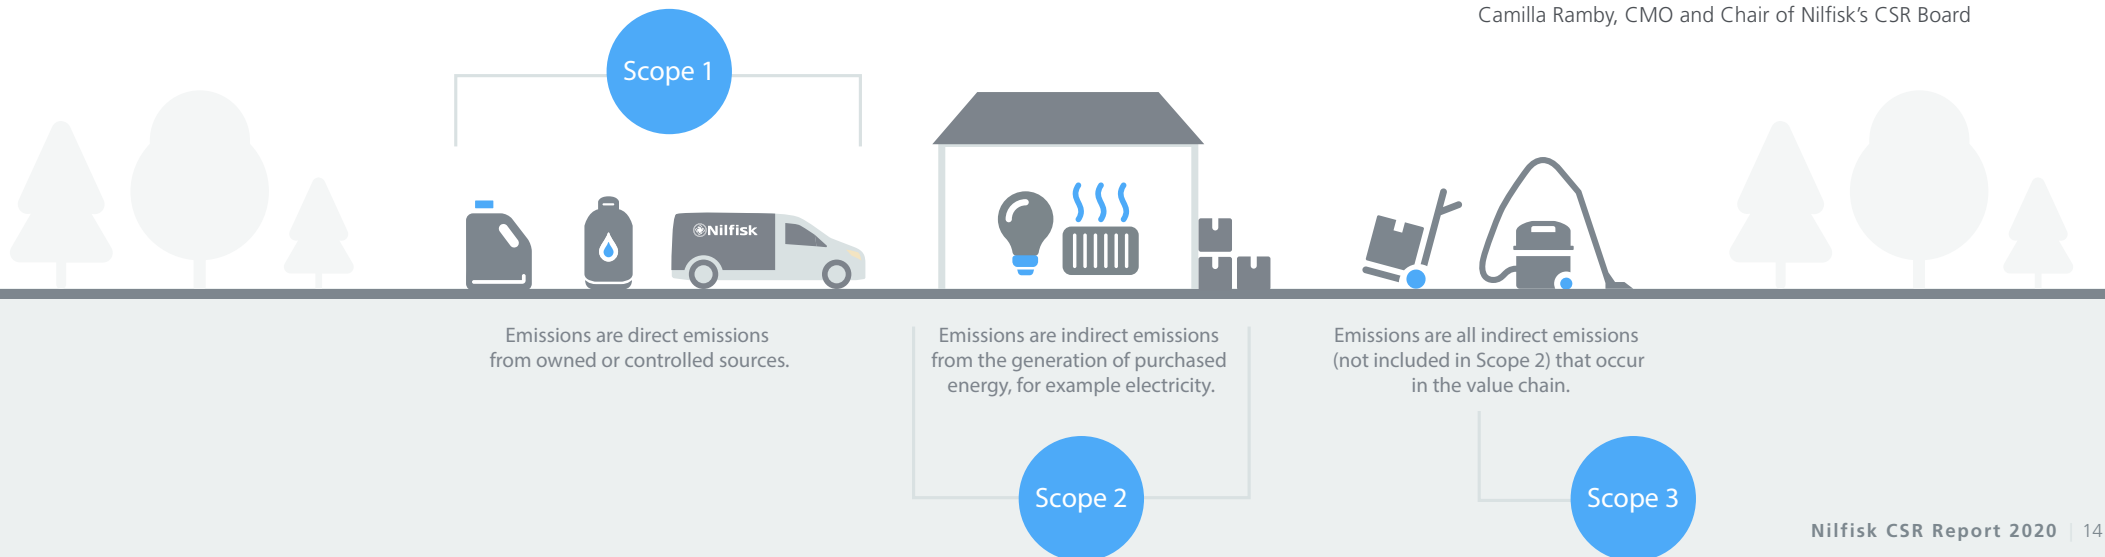 Camilla Ramby, CMO and Chair of Nilfisk's CSR Board
Scope 1
Nilfisk
Emissions are direct emissions
from owned or controlled sources.
Emissions are indirect emissions
from the generation of purchased
energy, for example electricity.
Scope 2
Emissions are all indirect emissions
(not included in Scope 2) that occur
in the value chain.
Scope 3
Nilfisk CSR Report 2020 | 14